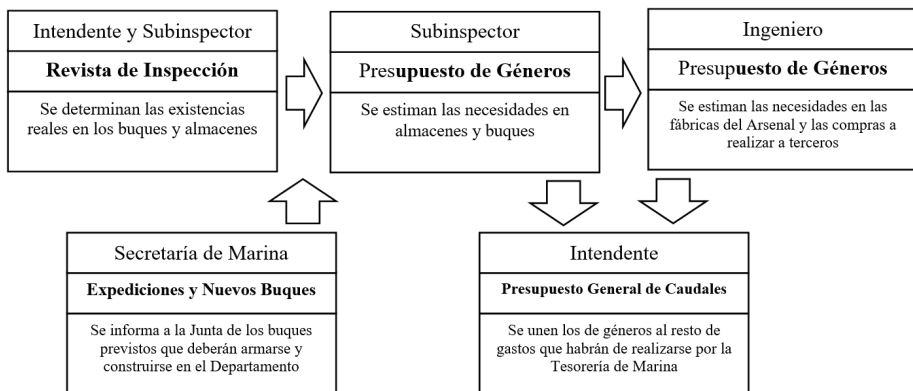 Intendente y Subinspector
Revista de Inspección
Se determinan las existencias
reales en los buques y almacenes
Subinspector
Presupuesto de Géneros
Se estiman las necesidades en
almacenes y buques
Ingeniero
Presupuesto de Géneros
Se estiman las necesidades en las
fábricas del Arsenal y las compras a
realizar a terceros
Secretaría de Marina
Expediciones y Nuevos Buques
Se informa a la Junta de los buques
previstos que deberán armarse y
construirse en el Departamento
Intendente
Presupuesto General de Caudales
Se unen los de géneros al resto de
gastos que habrán de realizarse por la
Tesorería de Marina